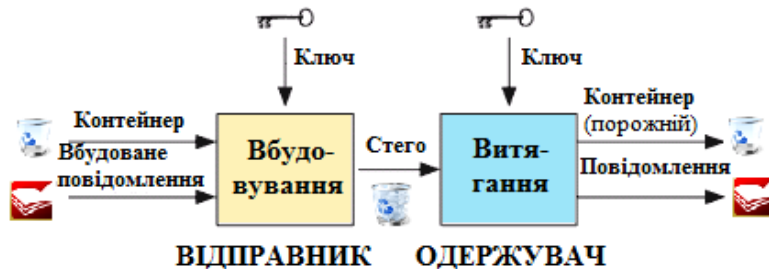 Ключ
Ключ
Контейнер
Вбудоване
повідомлення
Вбудо-
вування
Стего
Витя-
гання
Контейнер
(порожній)
Повідомлення
ВІДПРАВНИК
ОДЕРЖУВАЧ